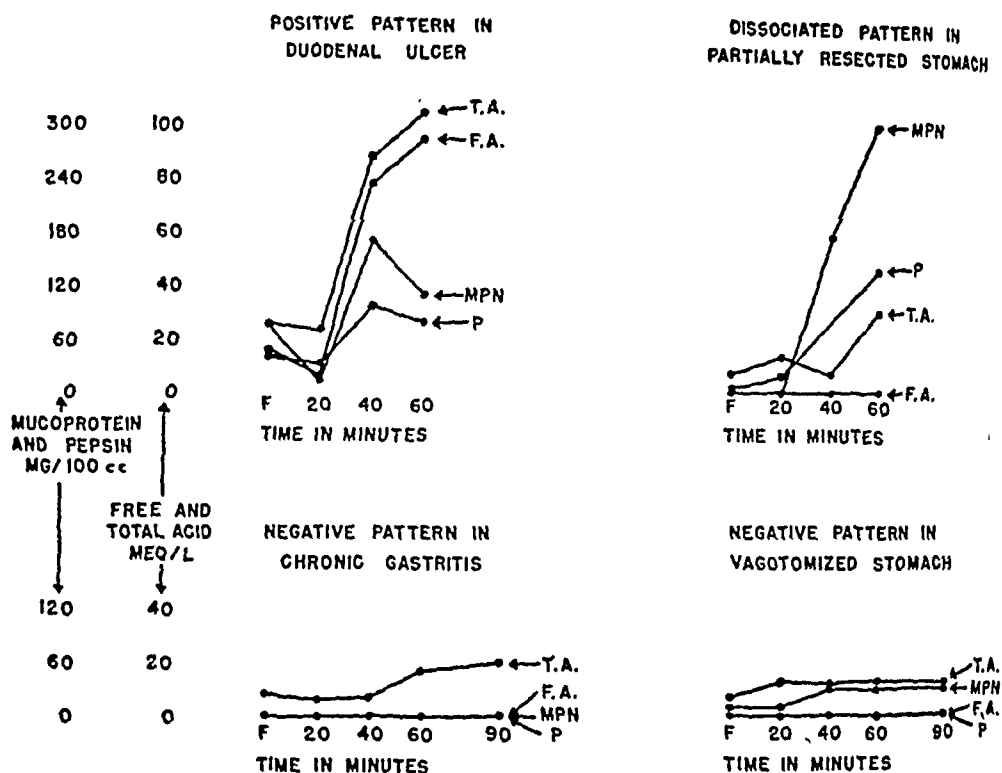 POSITIVE PATTERN IN
DUODENAL ULCER
300 100
240 80
180 60
120 40
60 20
0 0
T.A.
F.A.
MPN
P
F 20 40 60
TIME IN MINUTES
DISSOCIATED PATTERN IN
PARTIALLY RESECTED STOMACH
MPN
P
T.A.
F.A.
F 20 40 60
TIME IN MINUTES
MUCOPROTEIN
AND PEPSIN
MG/100 cc
FREE AND
TOTAL ACID
MEQ/L
120 40
60 20
0 0
NEGATIVE PATTERN IN
CHRONIC GASTRITIS
T.A.
F.A.
MPN
P
F 20 40 60 90
TIME IN MINUTES
NEGATIVE PATTERN IN
VAGOTOMIZED STOMACH
T.A.
MPN
F.A.
P
F 20 40 60 90
TIME IN MINUTES